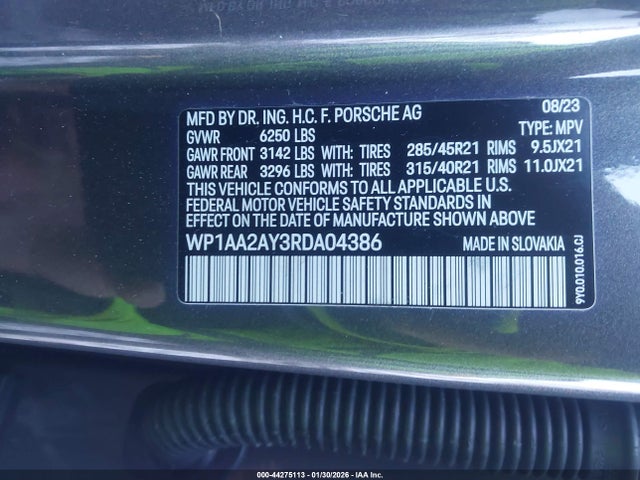 MFD BY DR. ING. H.C. F. PORSCHE AG 08/23
GVWR 6250 LBS TYPE: MPV
GAWR FRONT 3142 LBS WITH: TIRES 285/45R21 RIMS 9.5JX21
GAWR REAR 3296 LBS WITH: TIRES 315/40R21 RIMS 11.0JX21
THIS VEHICLE CONFORMS TO ALL APPLICABLE U.S.
FEDERAL MOTOR VEHICLE SAFETY STANDARDS IN
EFFECT ON THE DATE OF MANUFACTURE SHOWN ABOVE
WP1AA2AY3RDA04386 MADE IN SLOVAKIA
9Y0.010.016.CJ
000-44275113 - 01/30/2026 - IAA Inc.